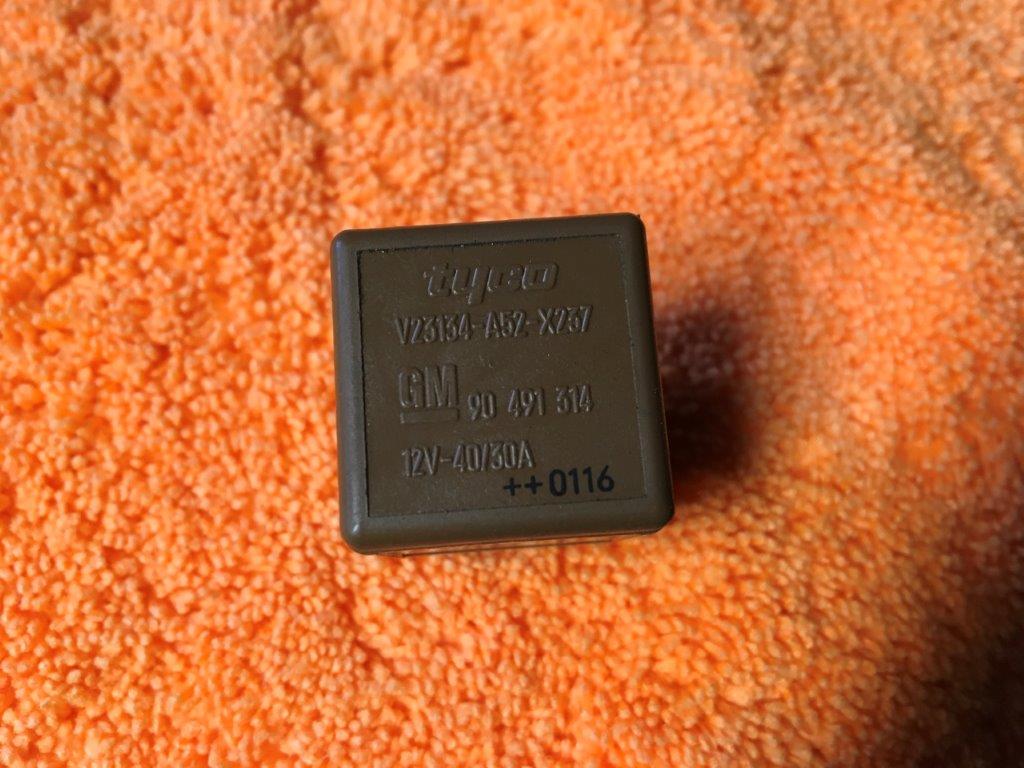 tyco
V23134-A52-X237
GM 90 491 314
12V-40/30A
++0116